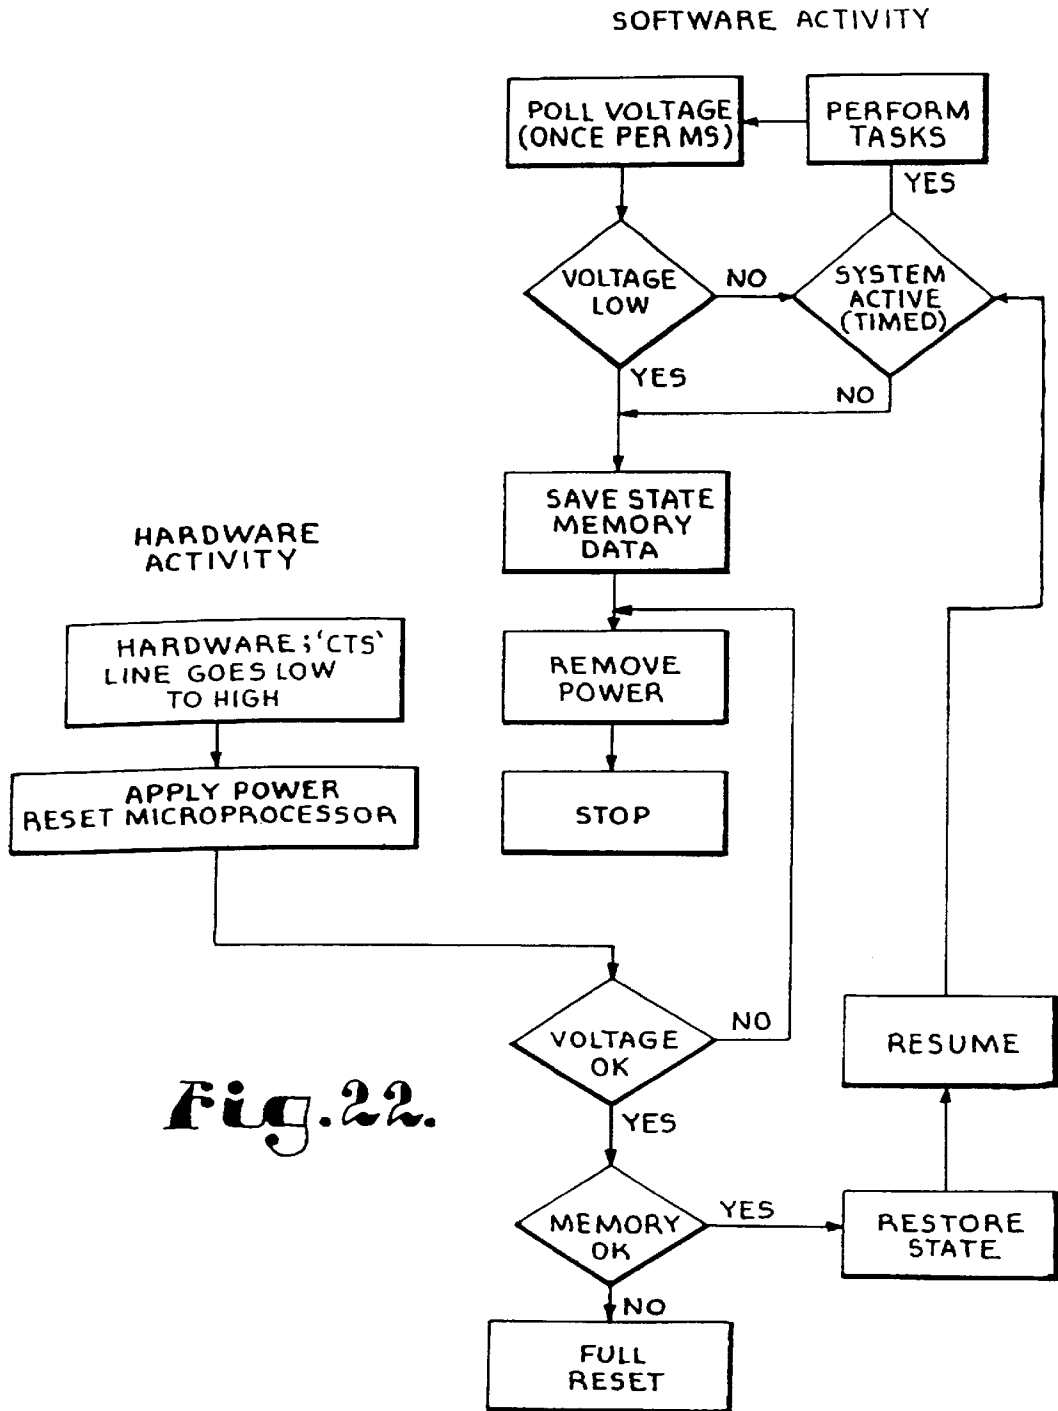 SOFTWARE ACTIVITY
POLL VOLTAGE
(ONCE PER MS)
PERFORM
TASKS
YES
VOLTAGE
LOW
NO
SYSTEM
ACTIVE
(TIMED)
YES
NO
SAVE STATE
MEMORY
DATA
HARDWARE
ACTIVITY
HARDWARE; 'CTS'
LINE GOES LOW
TO HIGH
REMOVE
POWER
APPLY POWER
RESET MICROPROCESSOR
STOP
VOLTAGE
OK
NO
RESUME
Fig. 22.
YES
MEMORY
OK
YES
RESTORE
STATE
NO
FULL
RESET